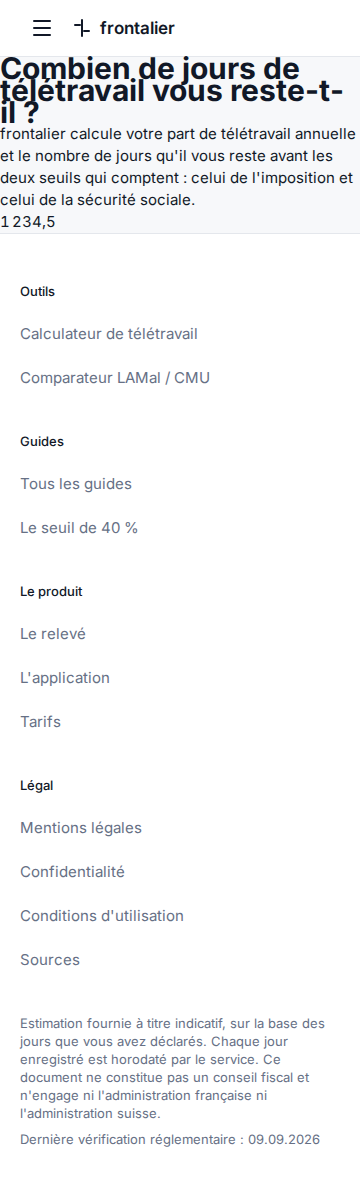 frontalier
Combien de jours de
télétravail vous reste-t-
il ?
frontalier calcule votre part de télétravail annuelle
et le nombre de jours qu'il vous reste avant les
deux seuils qui comptent : celui de l'imposition et
celui de la sécurité sociale.
1 234,5
Outils
Calculateur de télétravail
Comparateur LAMal / CMU
Guides
Tous les guides
Le seuil de 40 %
Le produit
Le relevé
L'application
Tarifs
Légal
Mentions légales
Confidentialité
Conditions d'utilisation
Sources
Estimation fournie à titre indicatif, sur la base des
jours que vous avez déclarés. Chaque jour
enregistré est horodaté par le service. Ce
document ne constitue pas un conseil fiscal et
n'engage ni l'administration française ni
l'administration suisse.
Dernière vérification réglementaire : 09.09.2026